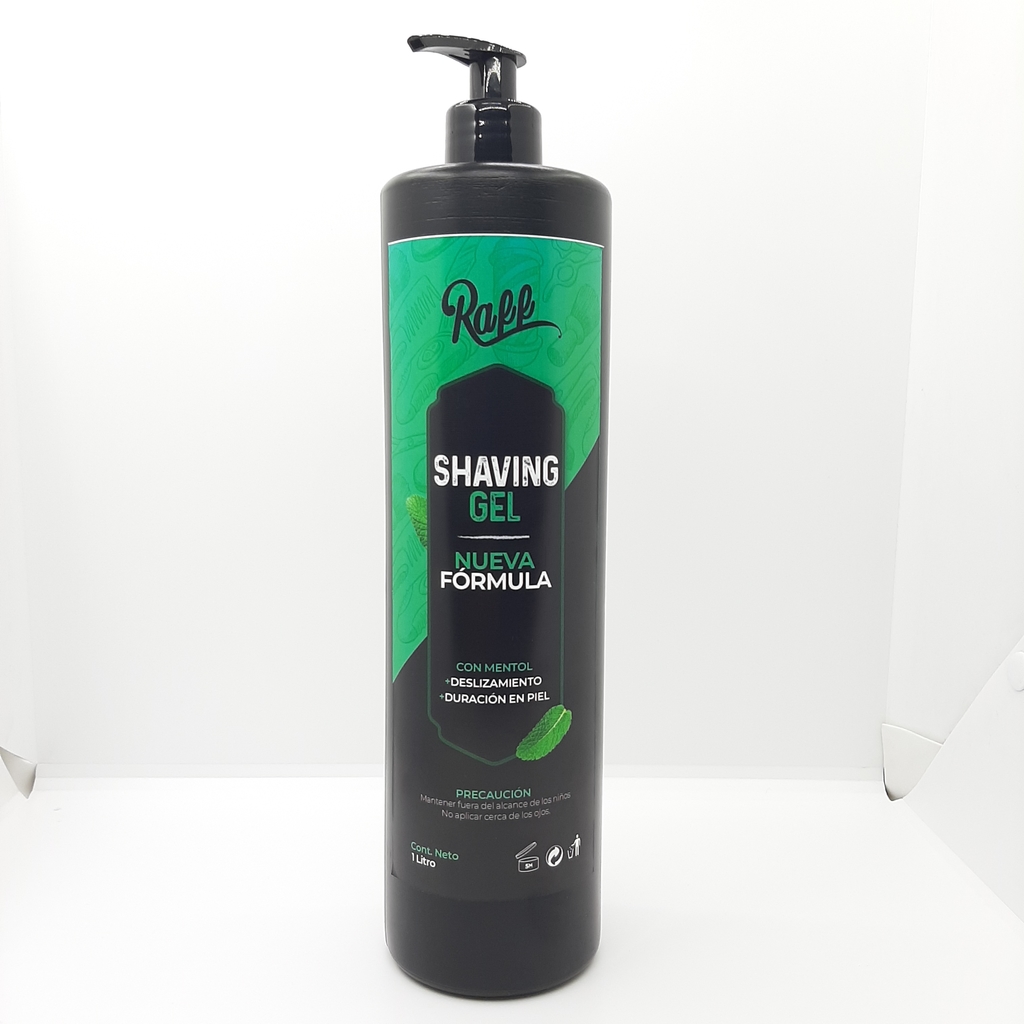 Raff
SHAVING
GEL
NUEVA
FÓRMULA
CON MENTOL
+DESLIZAMIENTO
+DURACIÓN EN PIEL
PRECAUCIÓN
Mantener fuera del alcance de los niños
No aplicar cerca de los ojos.
Cont. Neto
1 Litro